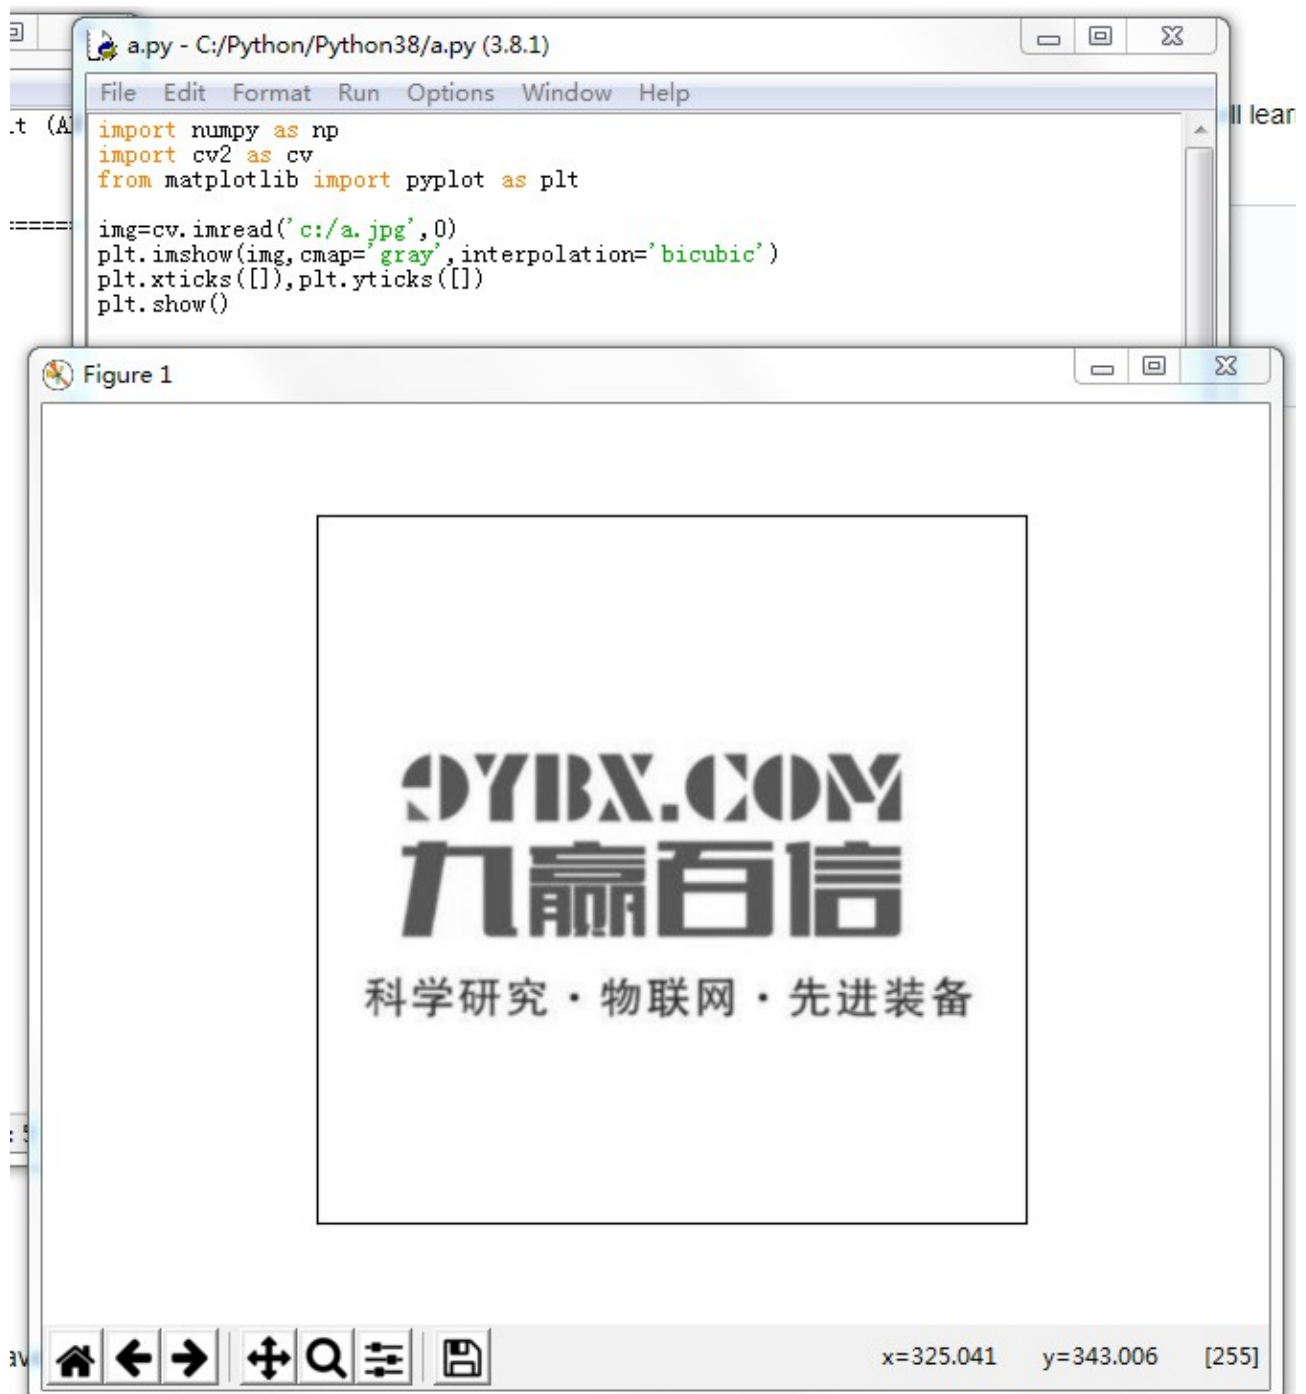 a.py - C:/Python/Python38/a.py (3.8.1)
File Edit Format Run Options Window Help
import numpy as np
import cv2 as cv
from matplotlib import pyplot as plt
img=cv.imread('c:/a.jpg',0)
plt.imshow(img,cmap='gray',interpolation='bicubic')
plt.xticks([]),plt.yticks([])
plt.show()
Figure 1
9YBX.COM
九赢百信
科学研究·物联网·先进装备
x=325.041 y=343.006 [255]